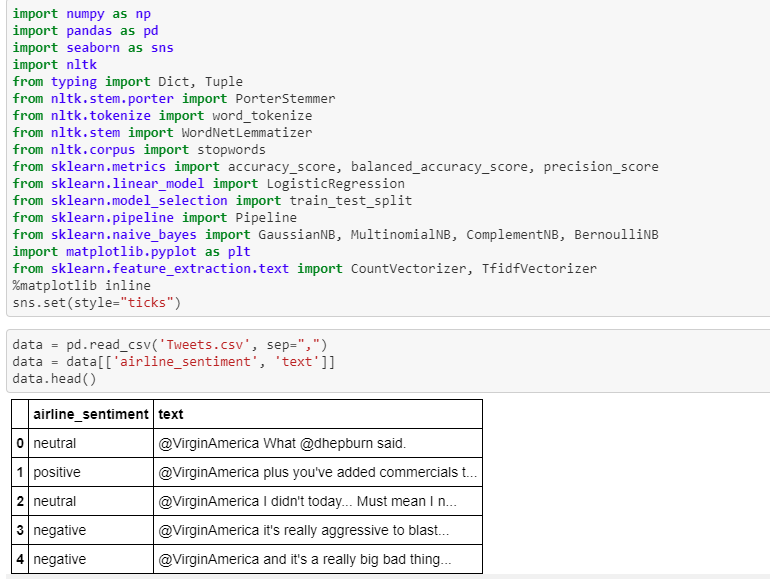 import numpy as np
import pandas as pd
import seaborn as sns
import nltk
from typing import Dict, Tuple
from nltk.stem.porter import PorterStemmer
from nltk.tokenize import word_tokenize
from nltk.stem import WordNetLemmatizer
from nltk.corpus import stopwords
from sklearn.metrics import accuracy_score, balanced_accuracy_score, precision_score
from sklearn.linear_model import LogisticRegression
from sklearn.model_selection import train_test_split
from sklearn.pipeline import Pipeline
from sklearn.naive_bayes import GaussianNB, MultinomialNB, ComplementNB, BernoulliNB
import matplotlib.pyplot as plt
from sklearn.feature_extraction.text import CountVectorizer, TfidfVectorizer
%matplotlib inline
sns.set(style="ticks")
data = pd.read_csv('Tweets.csv', sep=",")
data = data[['airline_sentiment', 'text']]
data.head()
airline_sentiment text
0 neutral @VirginAmerica What @dhepburn said.
1 positive @VirginAmerica plus you've added commercials t...
2 neutral @VirginAmerica I didn't today... Must mean I n...
3 negative @VirginAmerica it's really aggressive to blast...
4 negative @VirginAmerica and it's a really big bad thing...